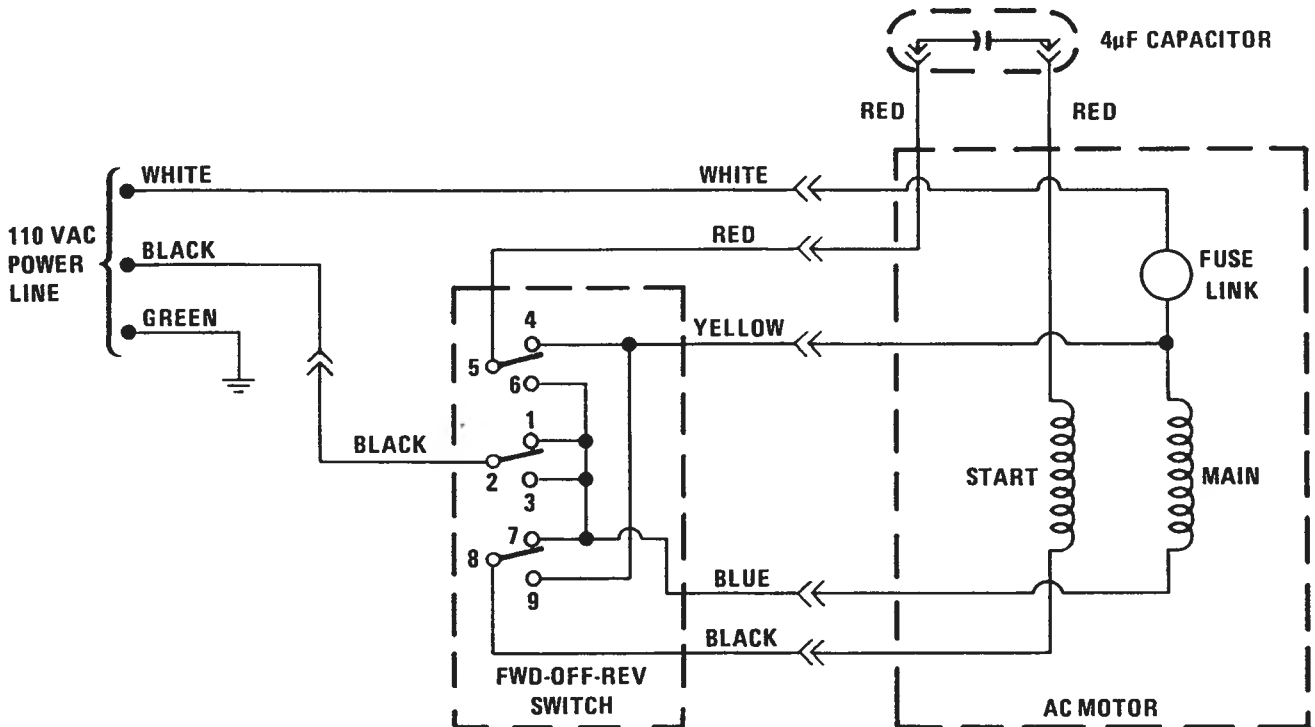 4µF CAPACITOR
RED
RED
WHITE
WHITE
110 VAC
POWER
LINE
BLACK
RED
FUSE
LINK
GREEN
4
YELLOW
5
6
1
BLACK
2
3
START
MAIN
7
8
9
BLUE
BLACK
FWD-OFF-REV
SWITCH
AC MOTOR